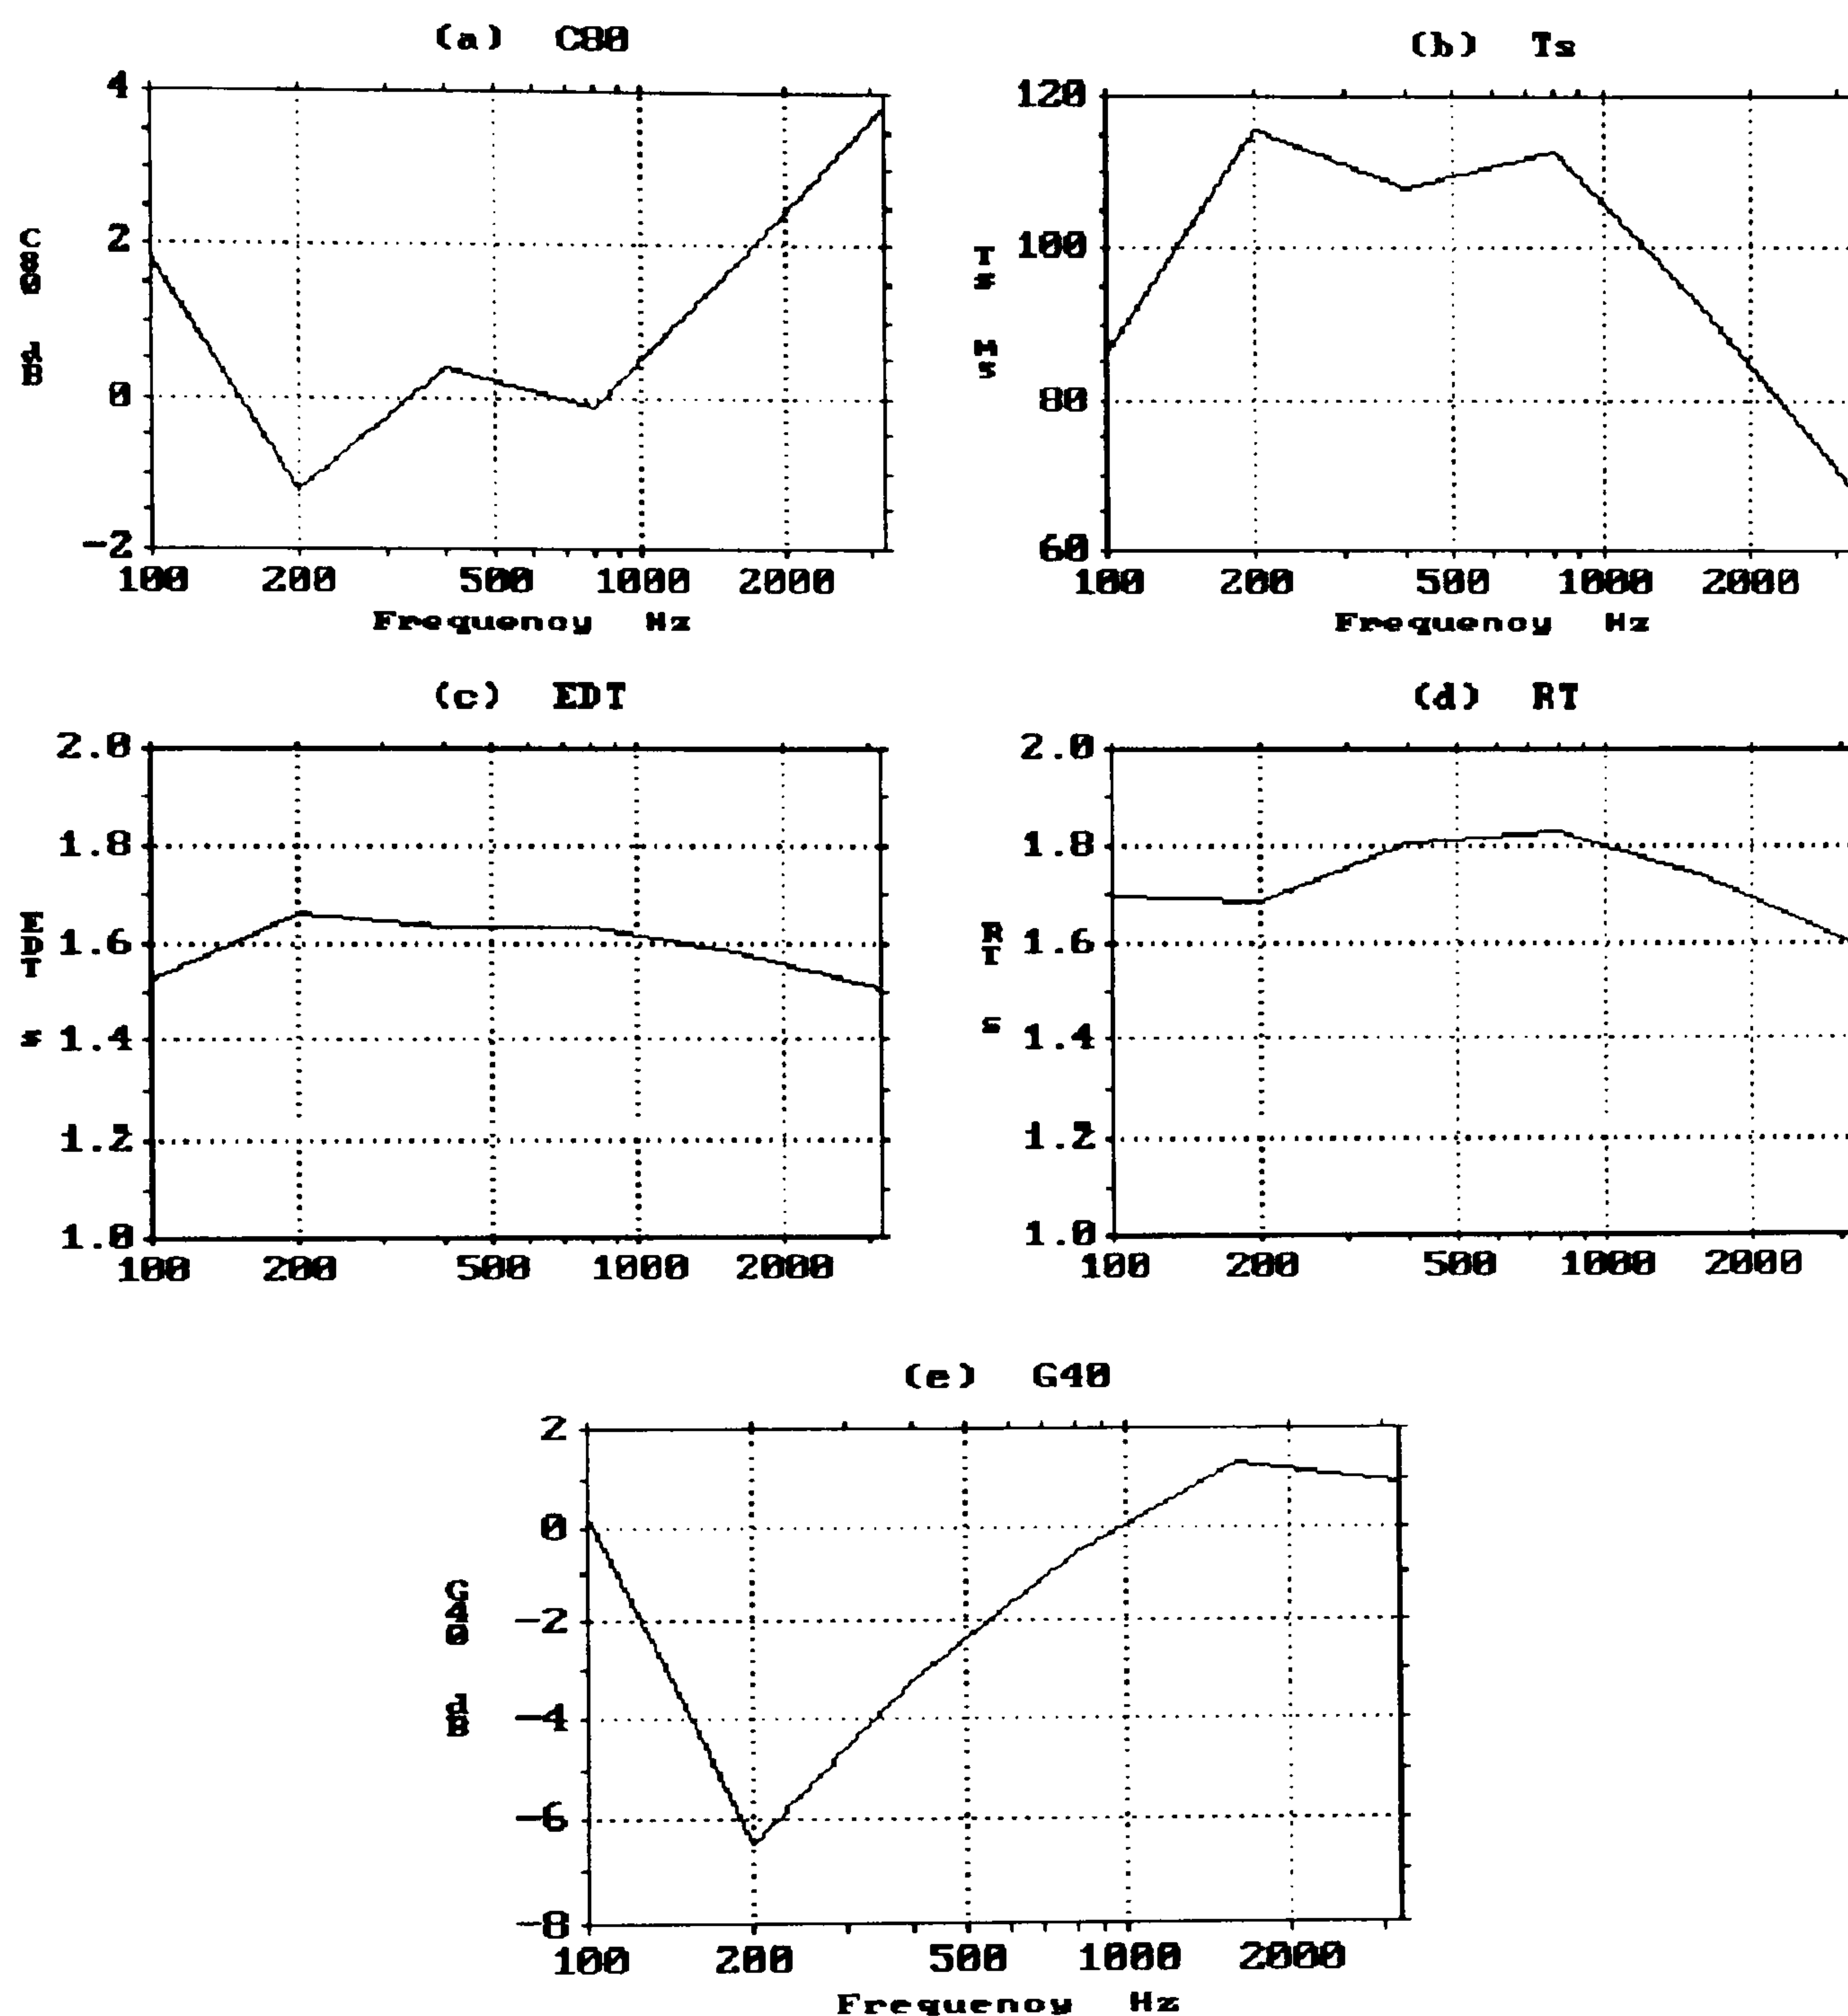 (a) C80
4
2
0
-2
C80 dB
100 200 500 1000 2000
Frequency Hz
(b) Ts
120
100
80
60
Ts Ms
100 200 500 1000 2000
Frequency Hz
(c) EDT
2.0
1.8
1.6
1.4
1.2
1.0
EDT s
100 200 500 1000 2000
(d) RT
2.0
1.8
1.6
1.4
1.2
1.0
RT s
100 200 500 1000 2000
(e) G40
2
0
-2
-4
-6
-8
G40 dB
100 200 500 1000 2000
Frequency Hz